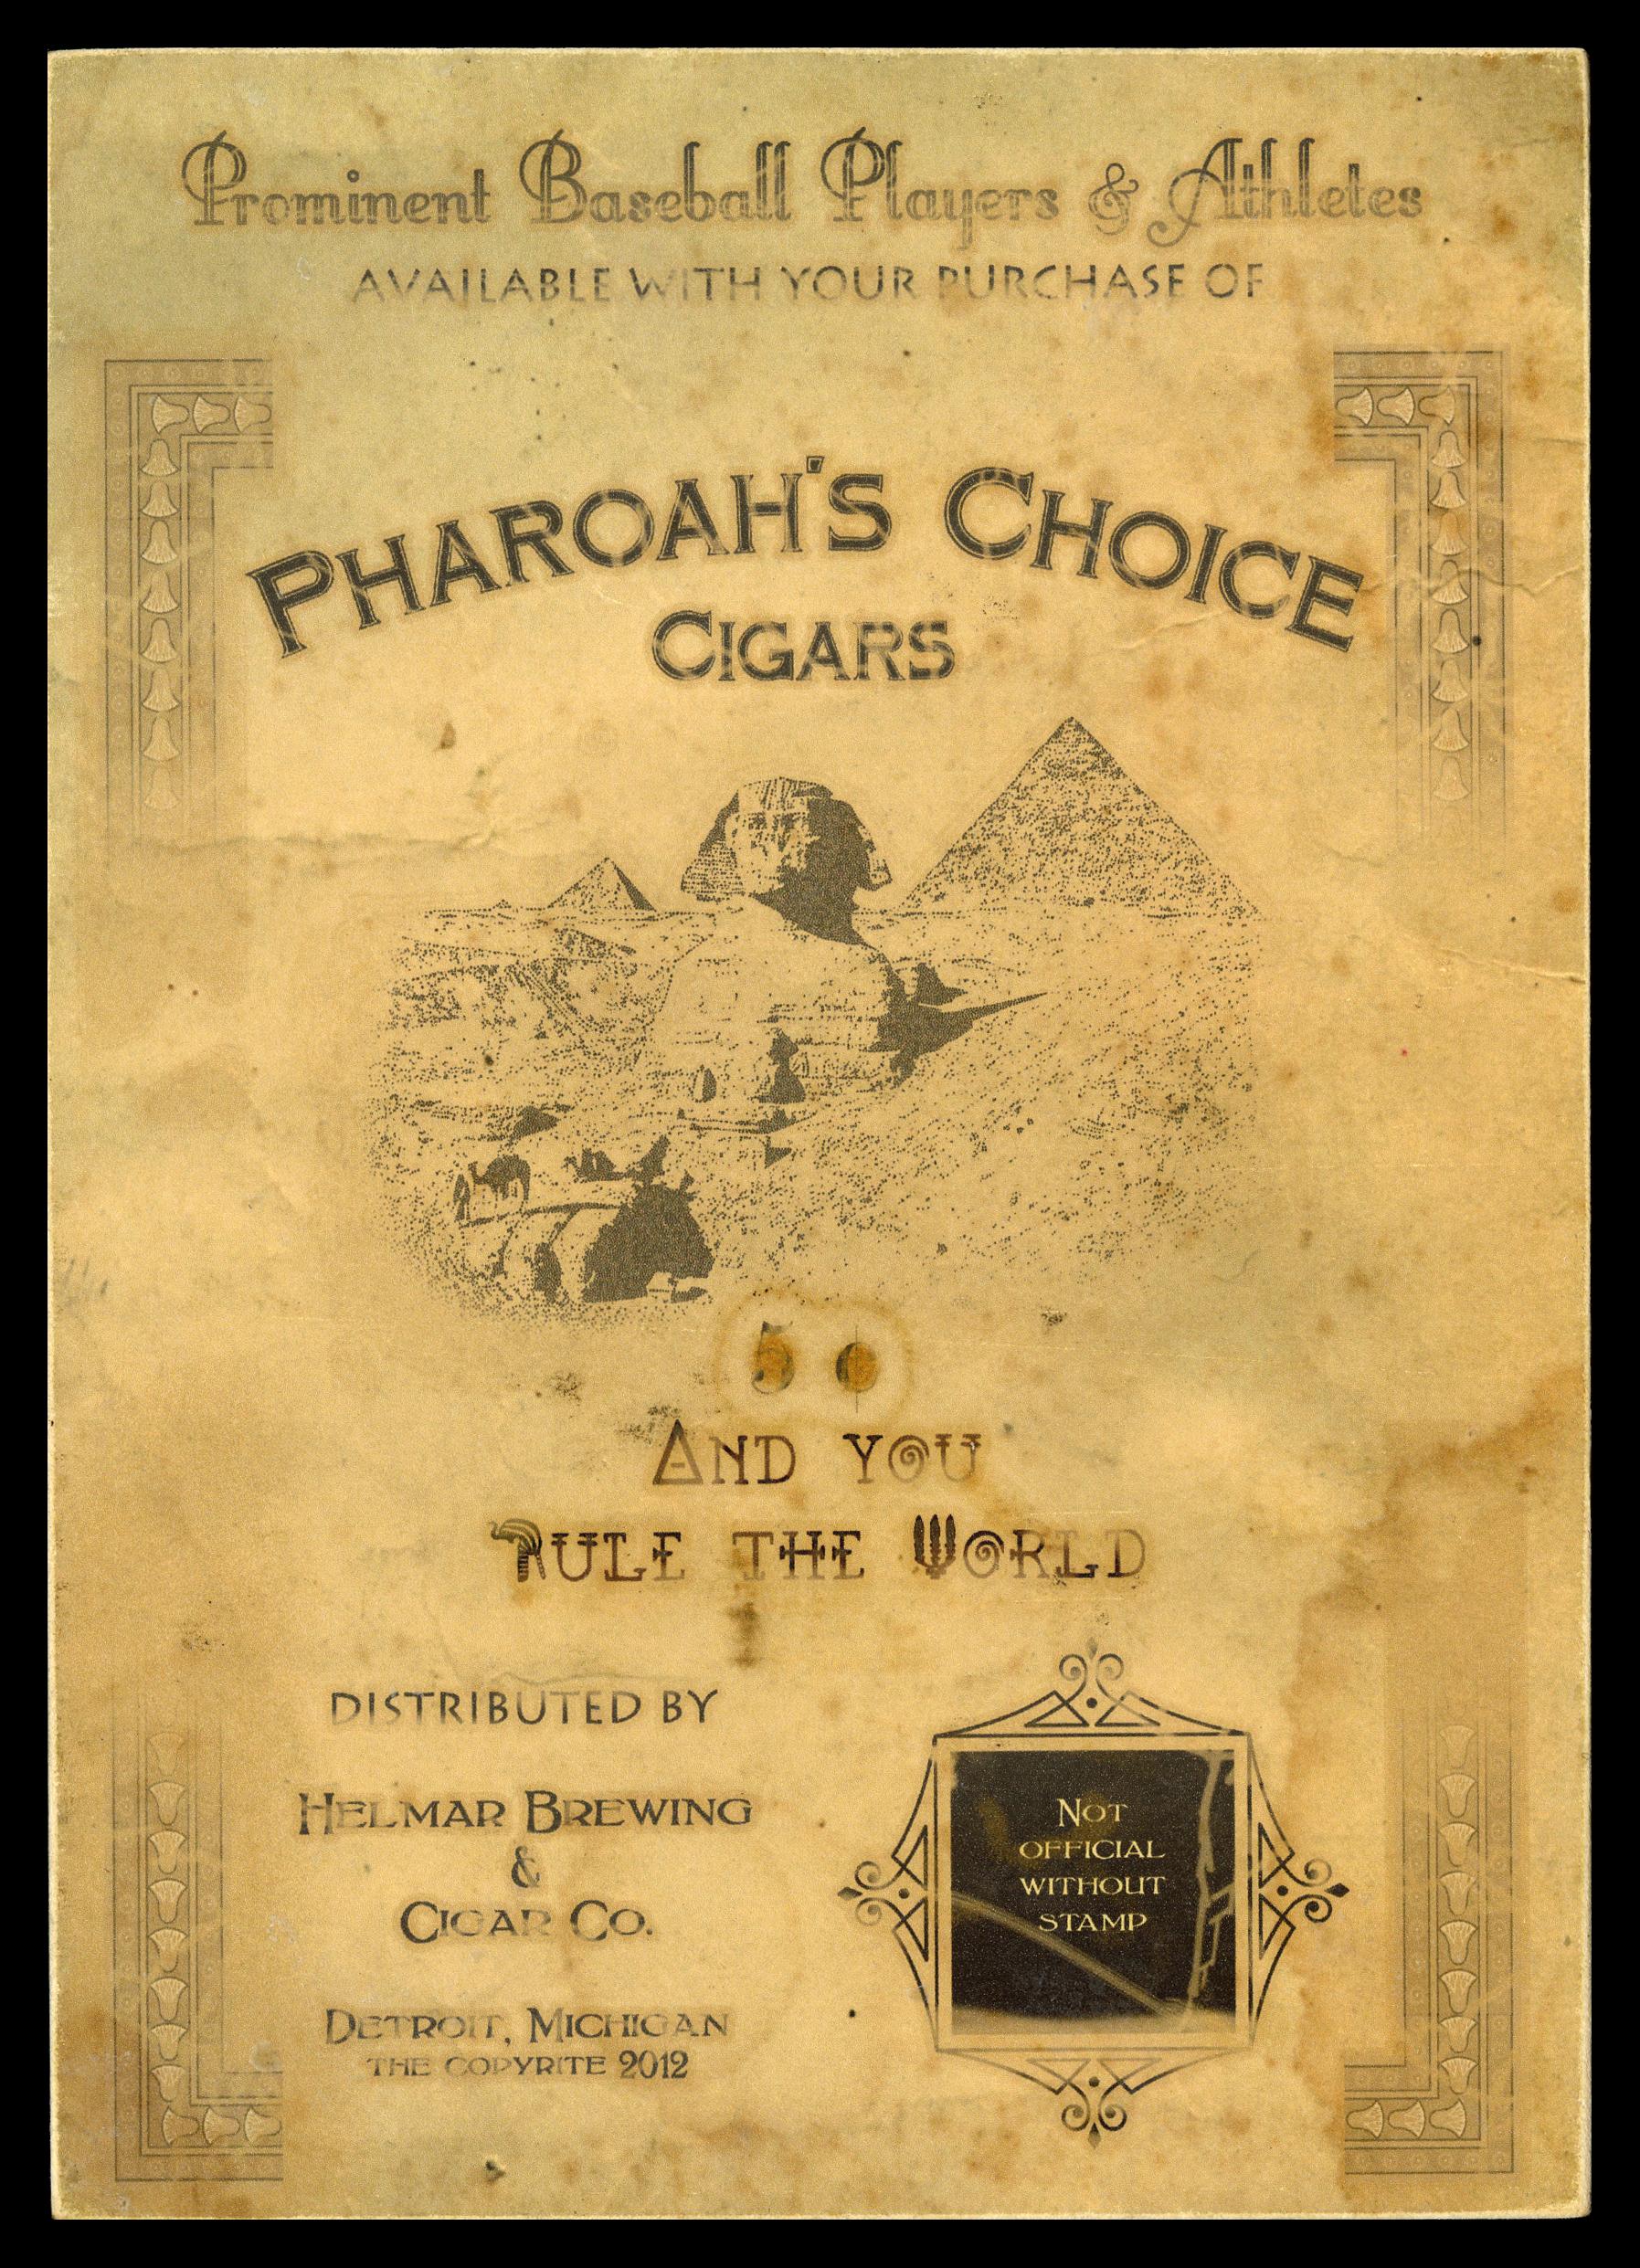 Prominent Baseball Players & Athletes
AVAILABLE WITH YOUR PURCHASE OF
PHAROAH'S CHOICE
CIGARS
5 ¢
AND YOU
RULE THE WORLD
DISTRIBUTED BY
HELMAR BREWING
&
CIGAR CO.
DETROIT, MICHIGAN
THE COPYRITE 2012
NOT
OFFICIAL
WITHOUT
STAMP